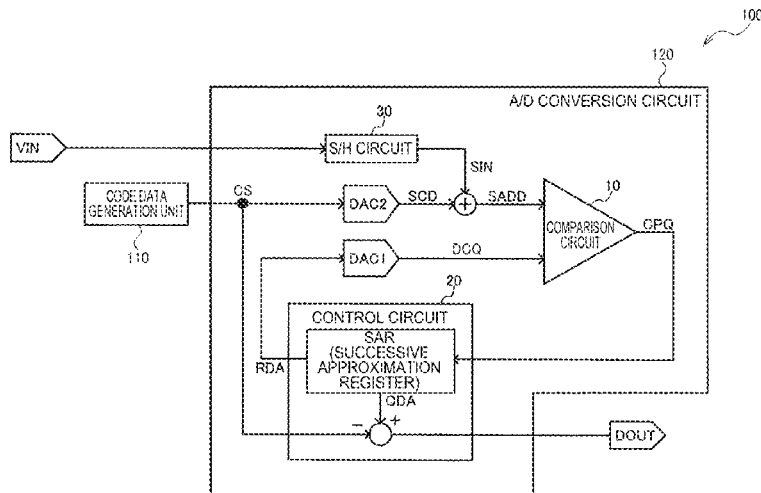 100
120
A/D CONVERSION CIRCUIT
30
VIN
S/H CIRCUIT
SIN
10
CODE DATA
GENERATION UNIT
CS
DAC2
SCD
+
SADD
COMPARISON
CIRCUIT
CPQ
110
DAC1
DCQ
20
CONTROL CIRCUIT
SAR
(SUCCESSIVE
APPROXIMATION
REGISTER)
RDA
QDA
- +
DOUT